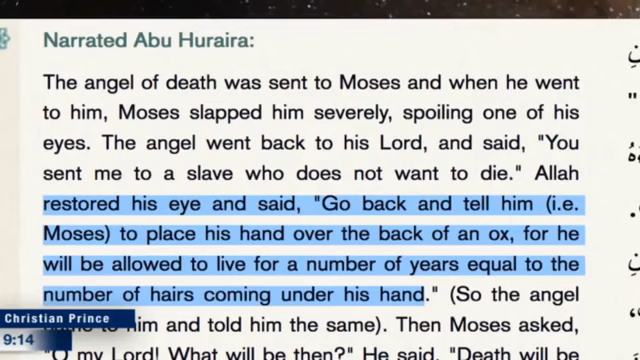 Narrated Abu Huraira:
The angel of death was sent to Moses and when he went
to him, Moses slapped him severely, spoiling one of his
eyes. The angel went back to his Lord, and said, "You
sent me to a slave who does not want to die." Allah
restored his eye and said, "Go back and tell him (i.e.
Moses) to place his hand over the back of an ox, for he
will be allowed to live for a number of years equal to the
number of hairs coming under his hand." (So the angel
came to him and told him the same). Then Moses asked,
"O my Lord! What will be then?" He said, "Death will be
Christian Prince
9:14